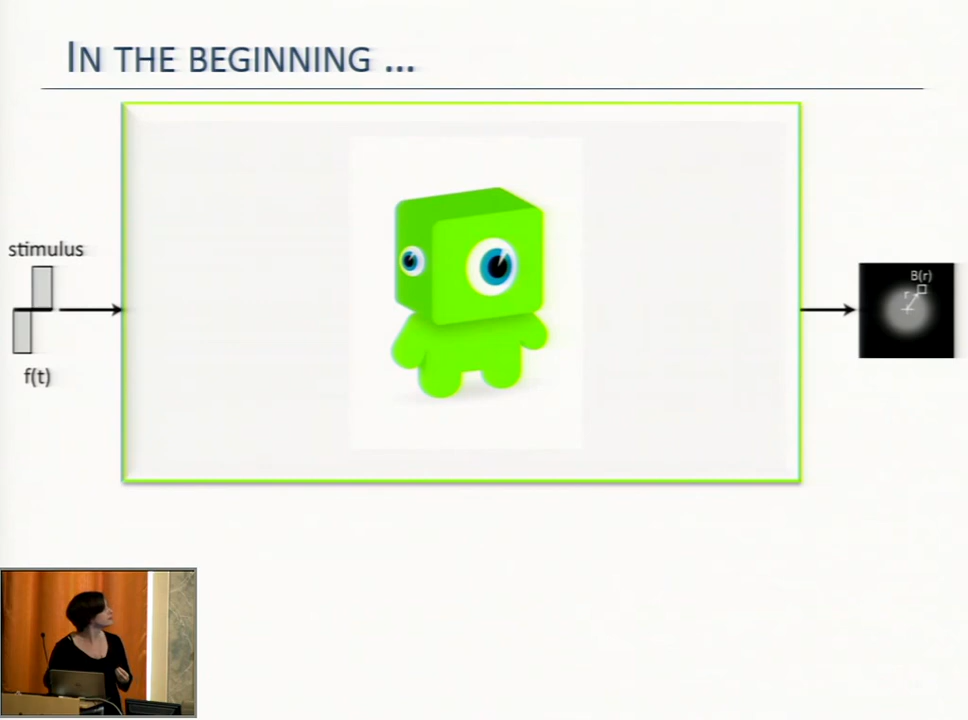 IN THE BEGINNING ...
stimulus
f(t)
B(r)
r